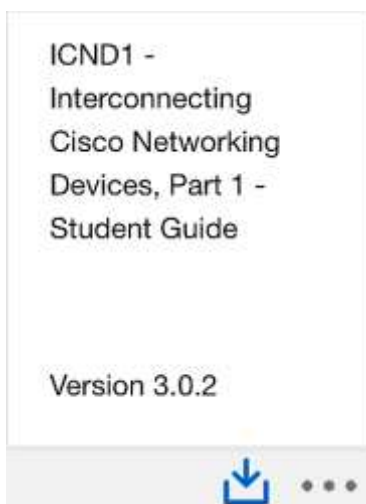 ICND1 -
Interconnecting
Cisco Networking
Devices, Part 1 -
Student Guide
Version 3.0.2